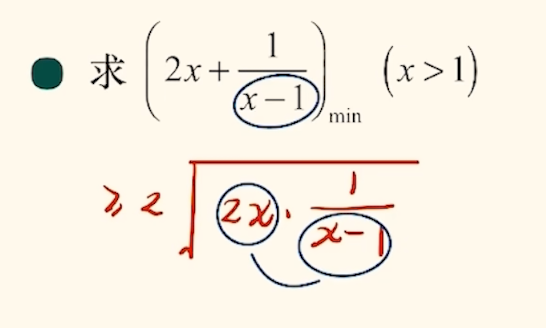 ● 求 (2x + 1/(x − 1))min (x > 1)
≥ 2√(2x · 1/(x − 1))